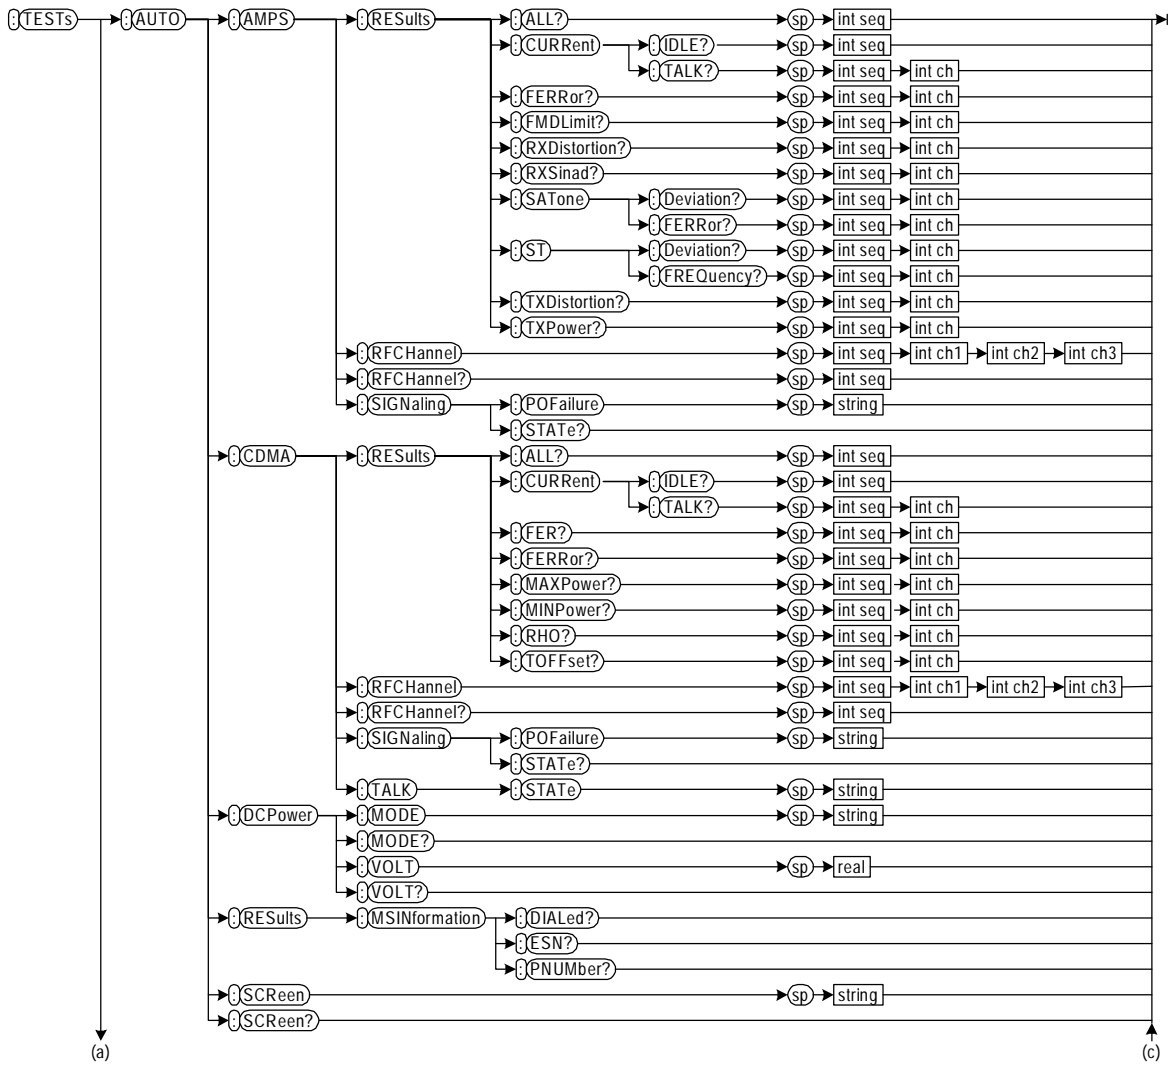 :TESTs :AUTO :AMPS :RESults :ALL? sp int seq
:CURRent :IDLE? sp int seq
:TALK? sp int seq int ch
:FERRor? sp int seq int ch
:FMDLimit? sp int seq int ch
:RXDistortion? sp int seq int ch
:RXSinad? sp int seq int ch
:SATone :Deviation? sp int seq int ch
:FERRor? sp int seq int ch
:ST :Deviation? sp int seq int ch
:FREQuency? sp int seq int ch
:TXDistortion? sp int seq int ch
:TXPower? sp int seq int ch
:RFCHannel sp int seq int ch1 int ch2 int ch3
:RFCHannel? sp int seq
:SIGNaling :POFailure sp string
:STATe?
:CDMA :RESults :ALL? sp int seq
:CURRent :IDLE? sp int seq
:TALK? sp int seq int ch
:FER? sp int seq int ch
:FERRor? sp int seq int ch
:MAXPower? sp int seq int ch
:MINPower? sp int seq int ch
:RHO? sp int seq int ch
:TOFFset? sp int seq int ch
:RFCHannel sp int seq int ch1 int ch2 int ch3
:RFCHannel? sp int seq
:SIGNaling :POFailure sp string
:STATe?
:TALK :STATe sp string
:DCPower :MODE sp string
:MODE?
:VOLT sp real
:VOLT?
:RESults :MSINformation :DIALed?
:ESN?
:PNUMber?
:SCReen sp string
:SCReen?
(a) (c)